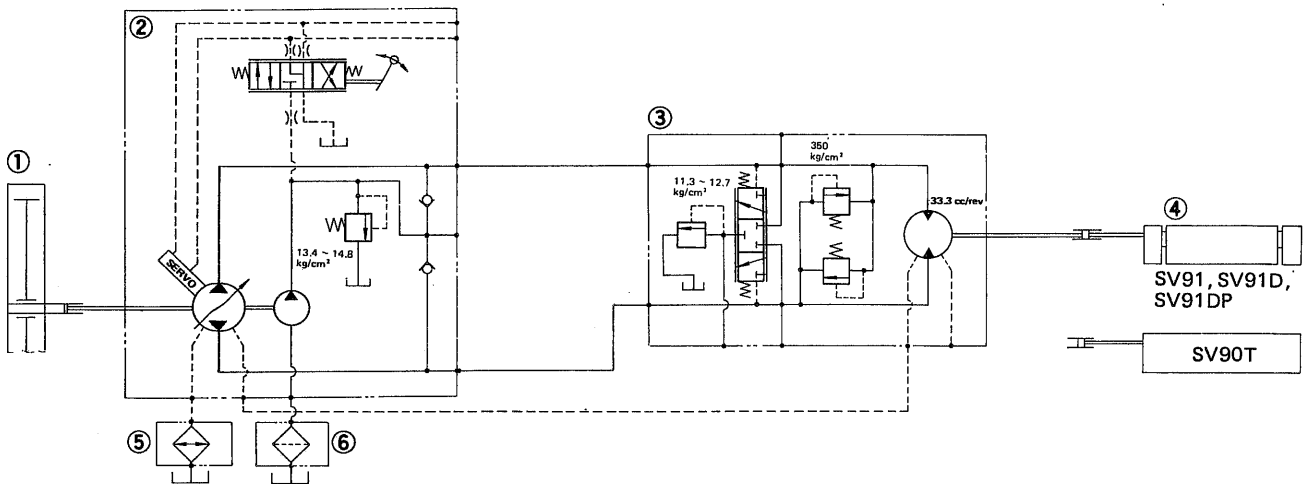 ②
①
SERVO
13.4 ~ 14.8
kg/cm²
③
11.3 ~ 12.7
kg/cm²
350
kg/cm²
33.3 cc/rev
④
SV91, SV91D,
SV91DP
SV90T
⑤
⑥